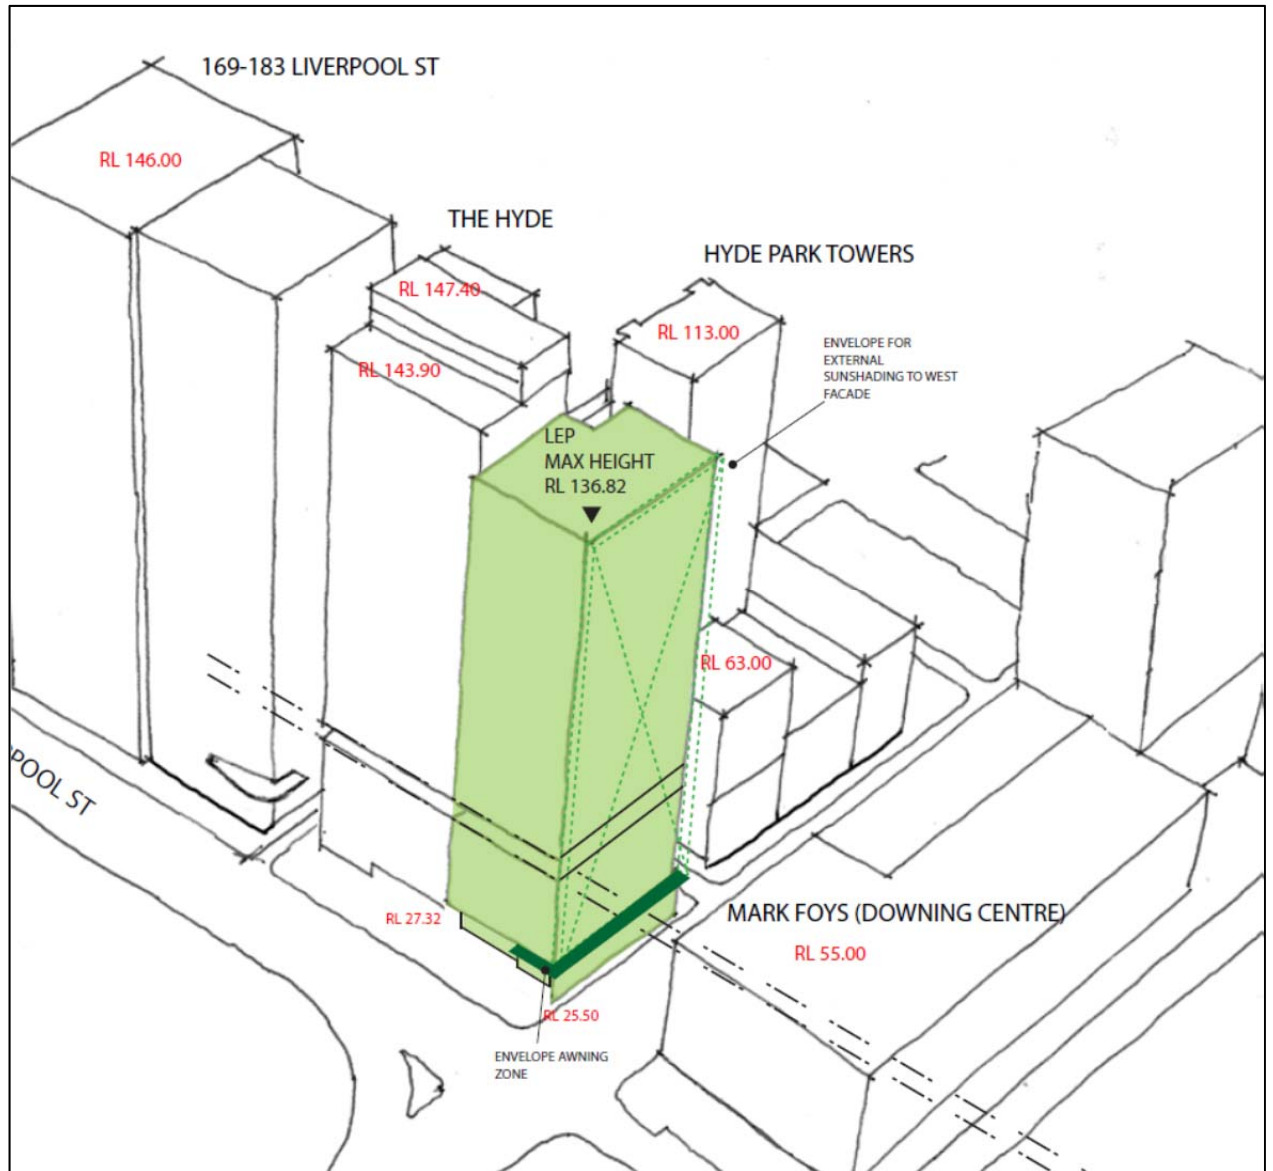 169-183 LIVERPOOL ST
RL 146.00
THE HYDE
RL 147.40
HYDE PARK TOWERS
RL 113.00
RL 143.90
ENVELOPE FOR
EXTERNAL
SUNSHADING TO WEST
FACADE
LEP
MAX HEIGHT
RL 136.82
RL 63.00
RPOOL ST
RL 27.32
MARK FOYS (DOWNING CENTRE)
RL 55.00
RL 25.50
ENVELOPE AWNING
ZONE